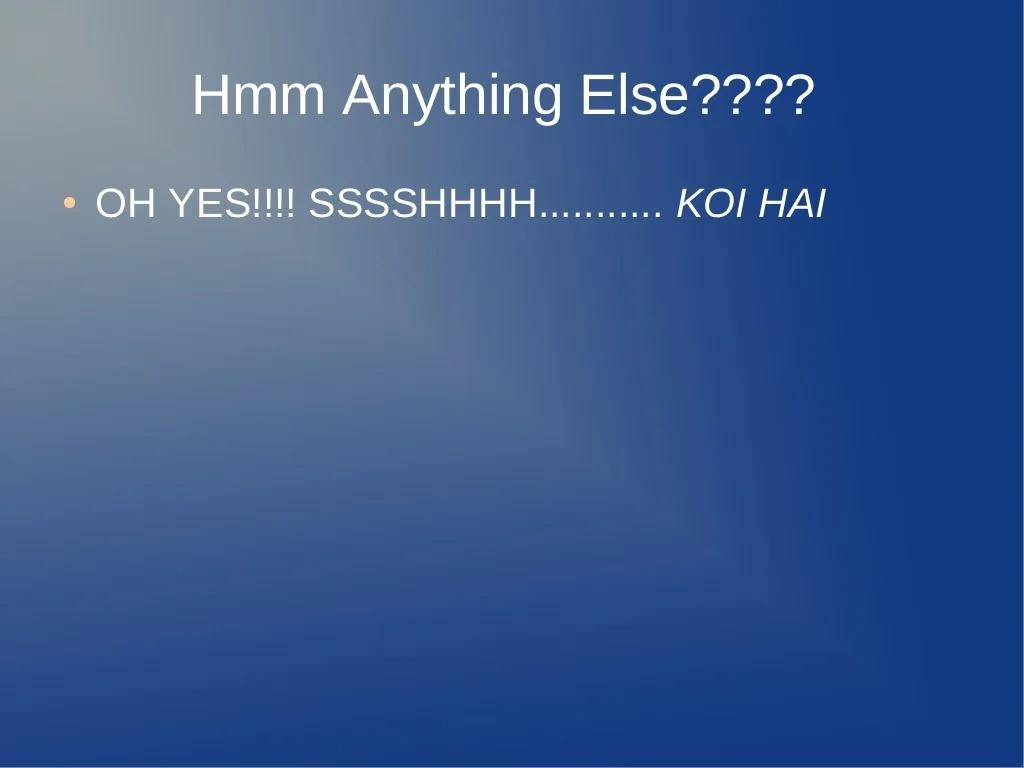 Hmm Anything Else????
• OH YES!!!! SSSSHHHH........... KOI HAI